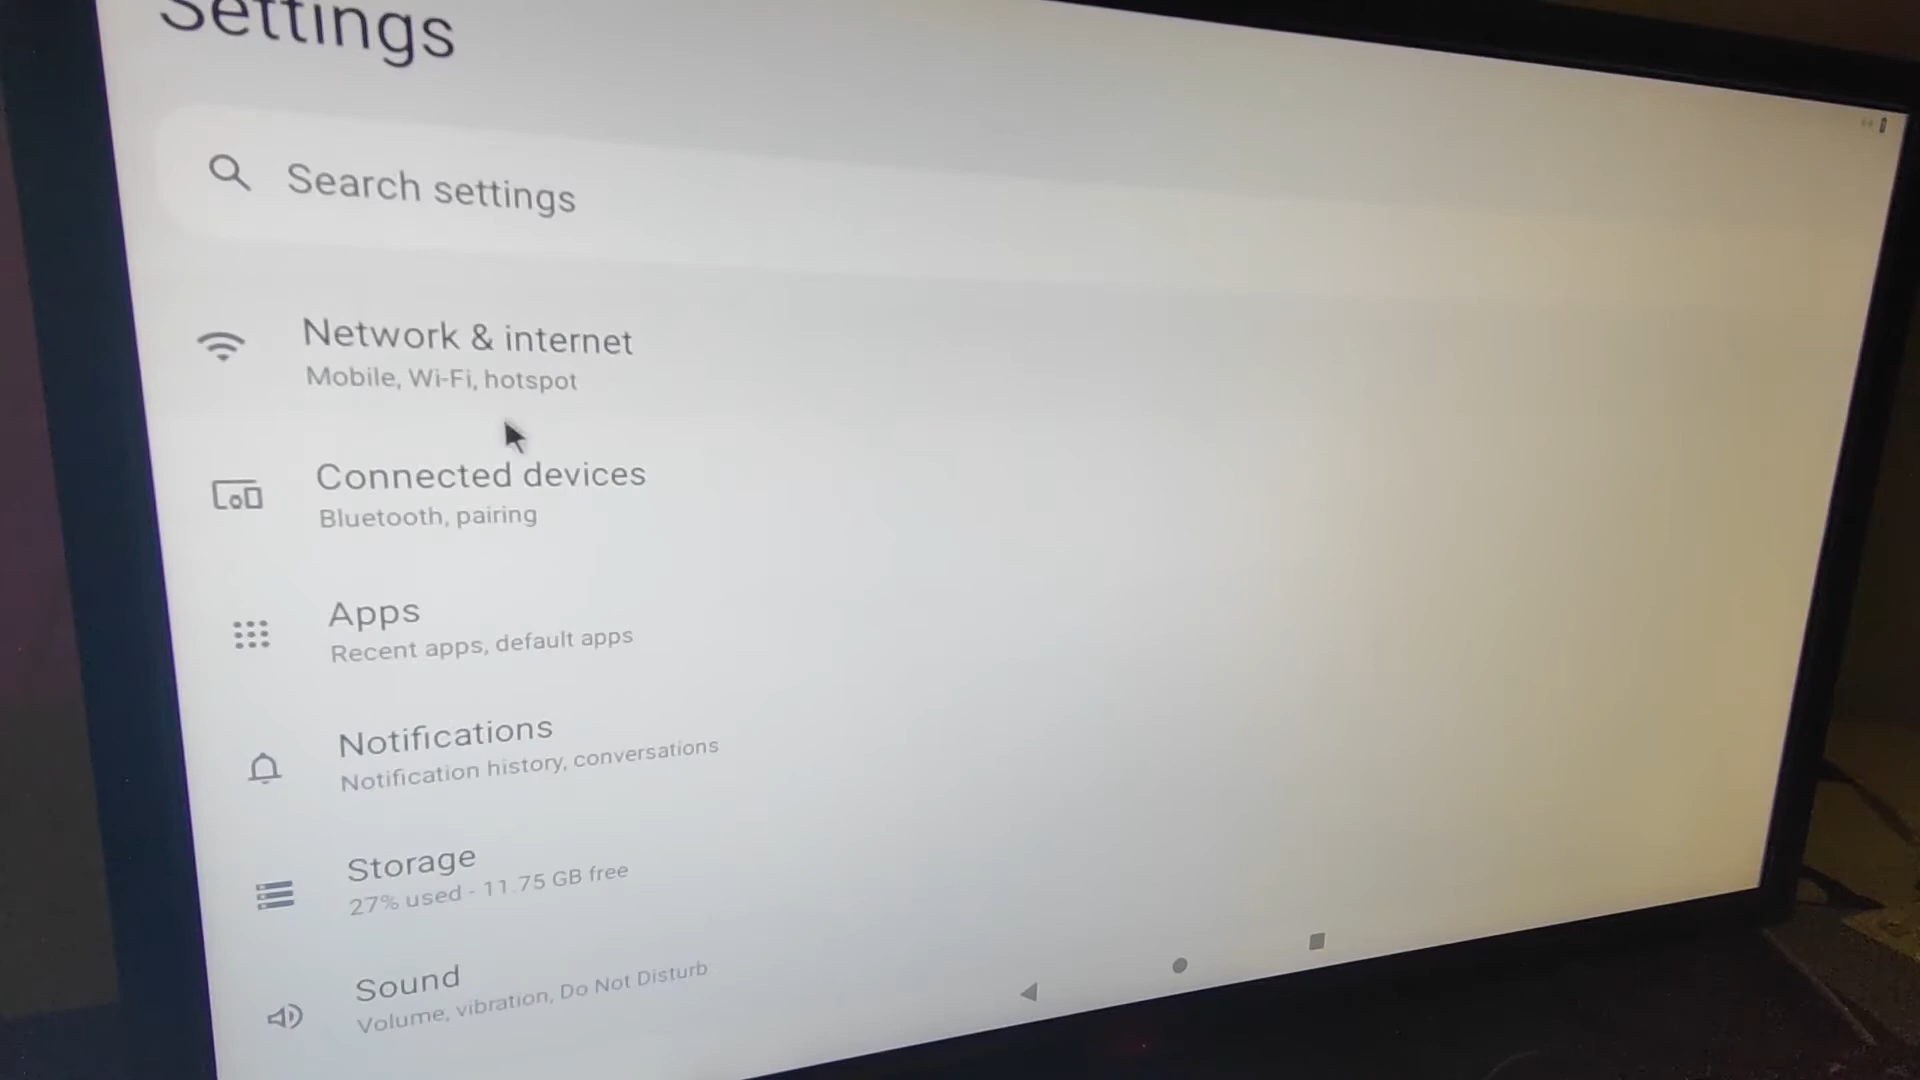 Settings
Search settings
Network & internet
Mobile, Wi-Fi, hotspot
Connected devices
Bluetooth, pairing
Apps
Recent apps, default apps
Notifications
Notification history, conversations
Storage
27% used - 11.75 GB free
Sound
Volume, vibration, Do Not Disturb